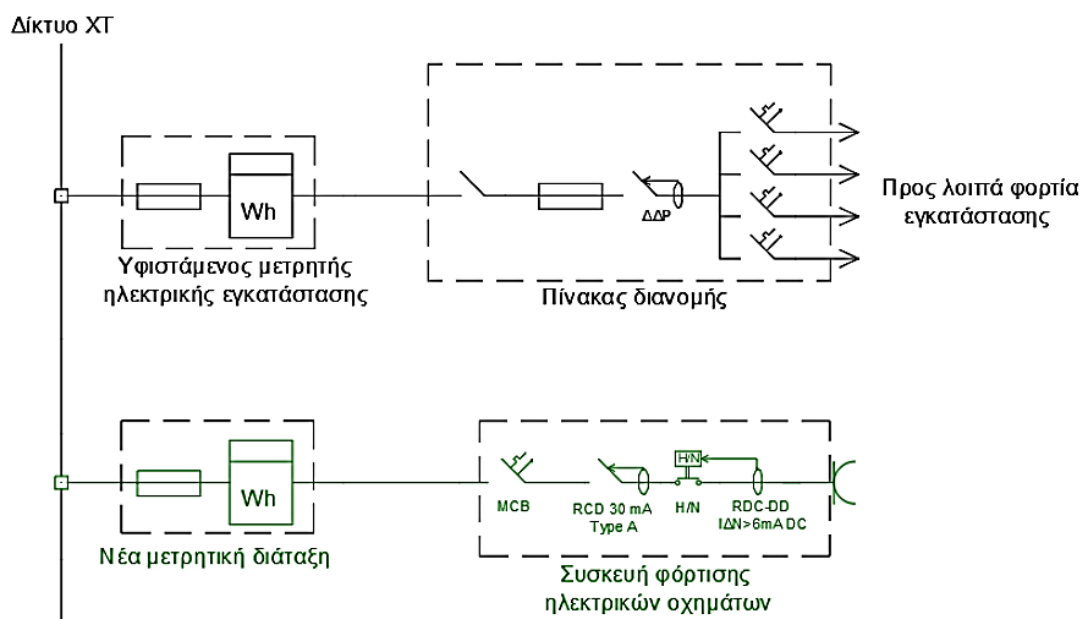 Δίκτυο ΧΤ
Wh
Υφιστάμενος μετρητής
ηλεκτρικής εγκατάστασης
ΔΔΡ
Πίνακας διανομής
Προς λοιπά φορτία
εγκατάστασης
Wh
Νέα μετρητική διάταξη
MCB
RCD 30 mA
Type A
H/N
H/N
RDC-DD
IΔN>6mA DC
Συσκευή φόρτισης
ηλεκτρικών οχημάτων